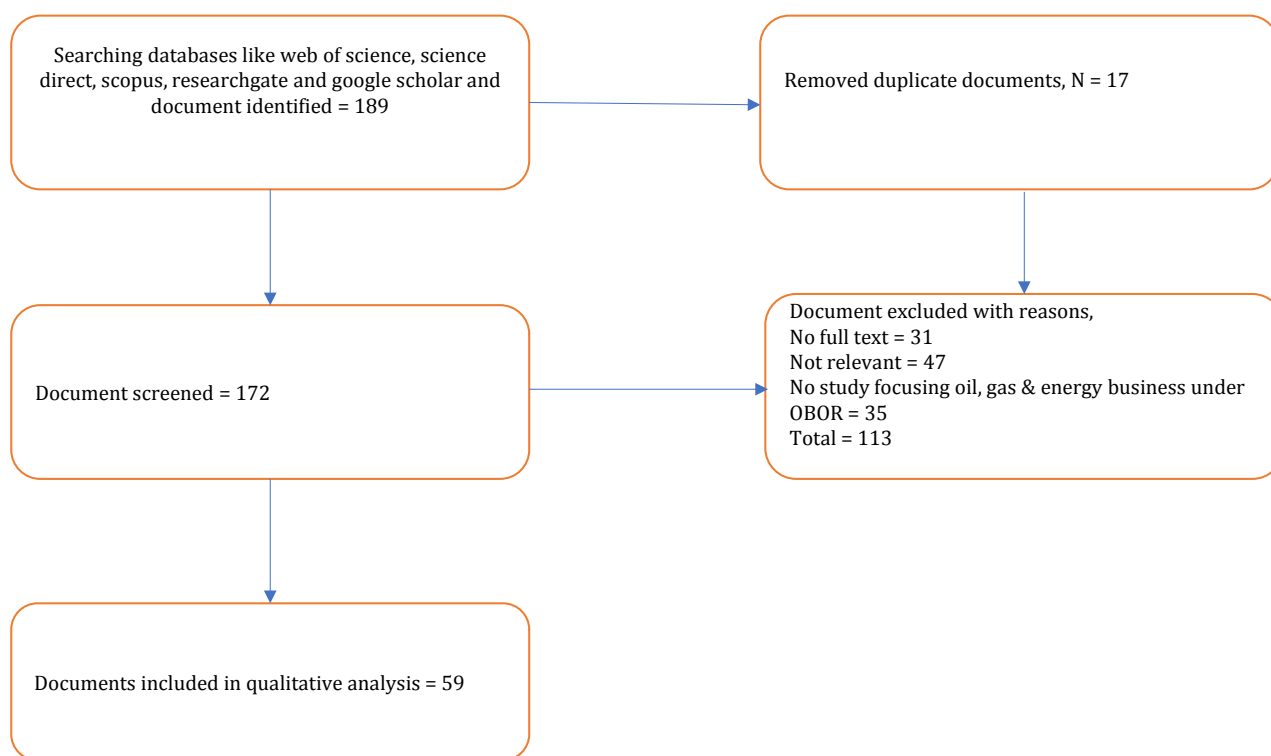 Searching databases like web of science, science
direct, scopus, researchgate and google scholar and
document identified = 189
Removed duplicate documents, N = 17
Document screened = 172
Document excluded with reasons,
No full text = 31
Not relevant = 47
No study focusing oil, gas & energy business under
OBOR = 35
Total = 113
Documents included in qualitative analysis = 59